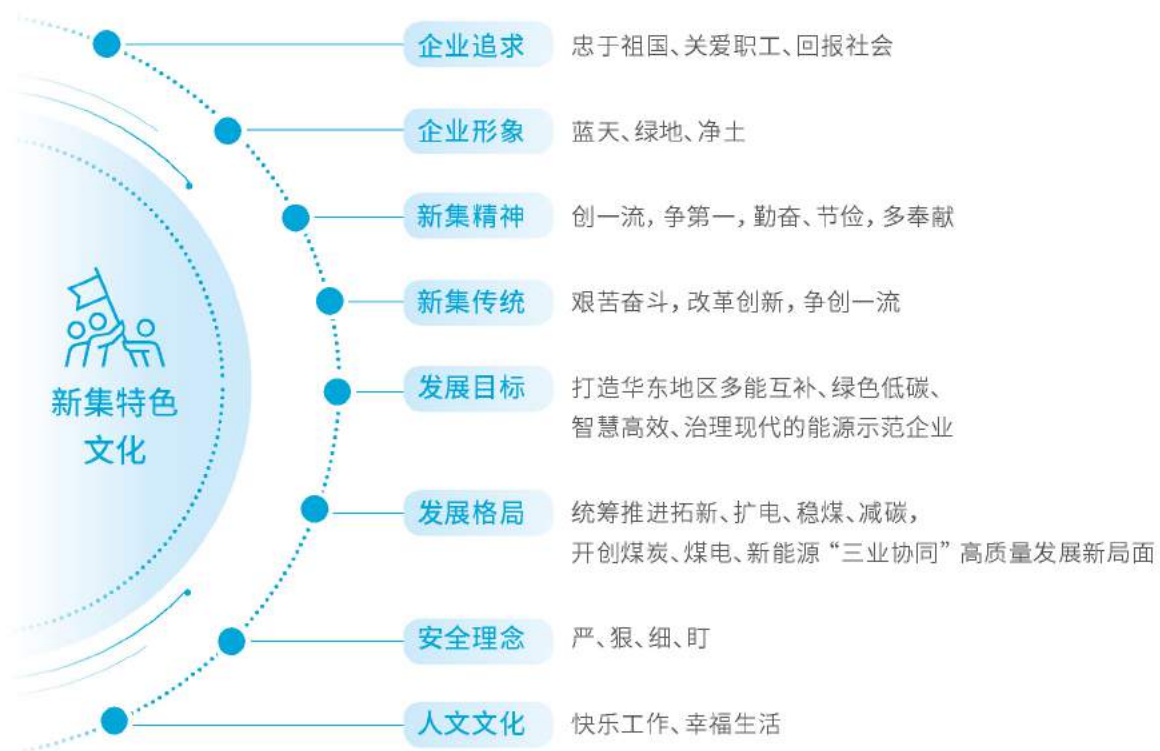 新集特色
文化
企业追求 忠于祖国、关爱职工、回报社会
企业形象 蓝天、绿地、净土
新集精神 创一流，争第一，勤奋、节俭，多奉献
新集传统 艰苦奋斗，改革创新，争创一流
发展目标 打造华东地区多能互补、绿色低碳、
智慧高效、治理现代的能源示范企业
发展格局 统筹推进拓新、扩电、稳煤、减碳，
开创煤炭、煤电、新能源“三业协同”高质量发展新局面
安全理念 严、狠、细、盯
人文文化 快乐工作、幸福生活